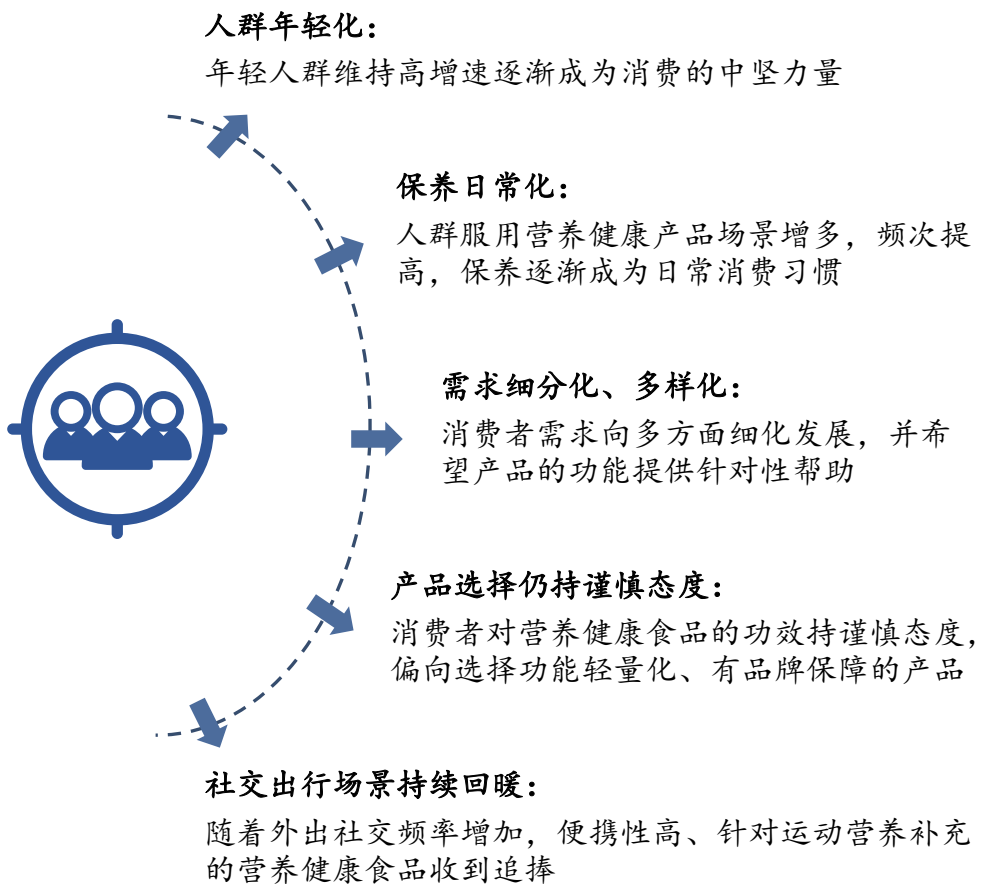 人群年轻化：
年轻人群维持高增速逐渐成为消费的中坚力量
保养日常化：
人群服用营养健康产品场景增多，频次提
高，保养逐渐成为日常消费习惯
需求细分化、多样化：
消费者需求向多方面细化发展，并希
望产品的功能提供针对性帮助
产品选择仍持谨慎态度：
消费者对营养健康食品的功效持谨慎态度，
偏向选择功能轻量化、有品牌保障的产品
社交出行场景持续回暖：
随着外出社交频率增加，便携性高、针对运动营养补充
的营养健康食品收到追捧